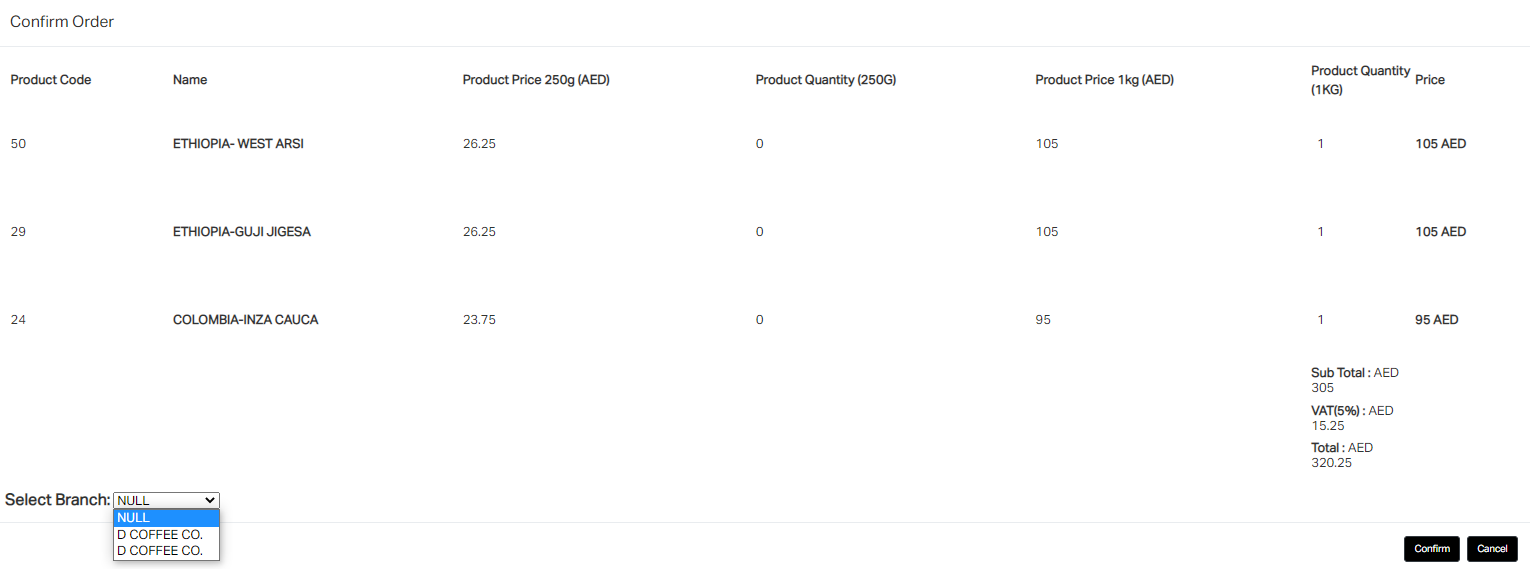 Confirm Order
Product Code Name Product Price 250g (AED) Product Quantity (250G) Product Price 1kg (AED) Product Quantity (1KG) Price
50 ETHIOPIA- WEST ARSI 26.25 0 105 1 105 AED
29 ETHIOPIA-GUJI JIGESA 26.25 0 105 1 105 AED
24 COLOMBIA-INZA CAUCA 23.75 0 95 1 95 AED
Sub Total : AED
305
VAT(5%) : AED
15.25
Total : AED
320.25
Select Branch: NULL
NULL
D COFFEE CO.
D COFFEE CO.
Confirm Cancel